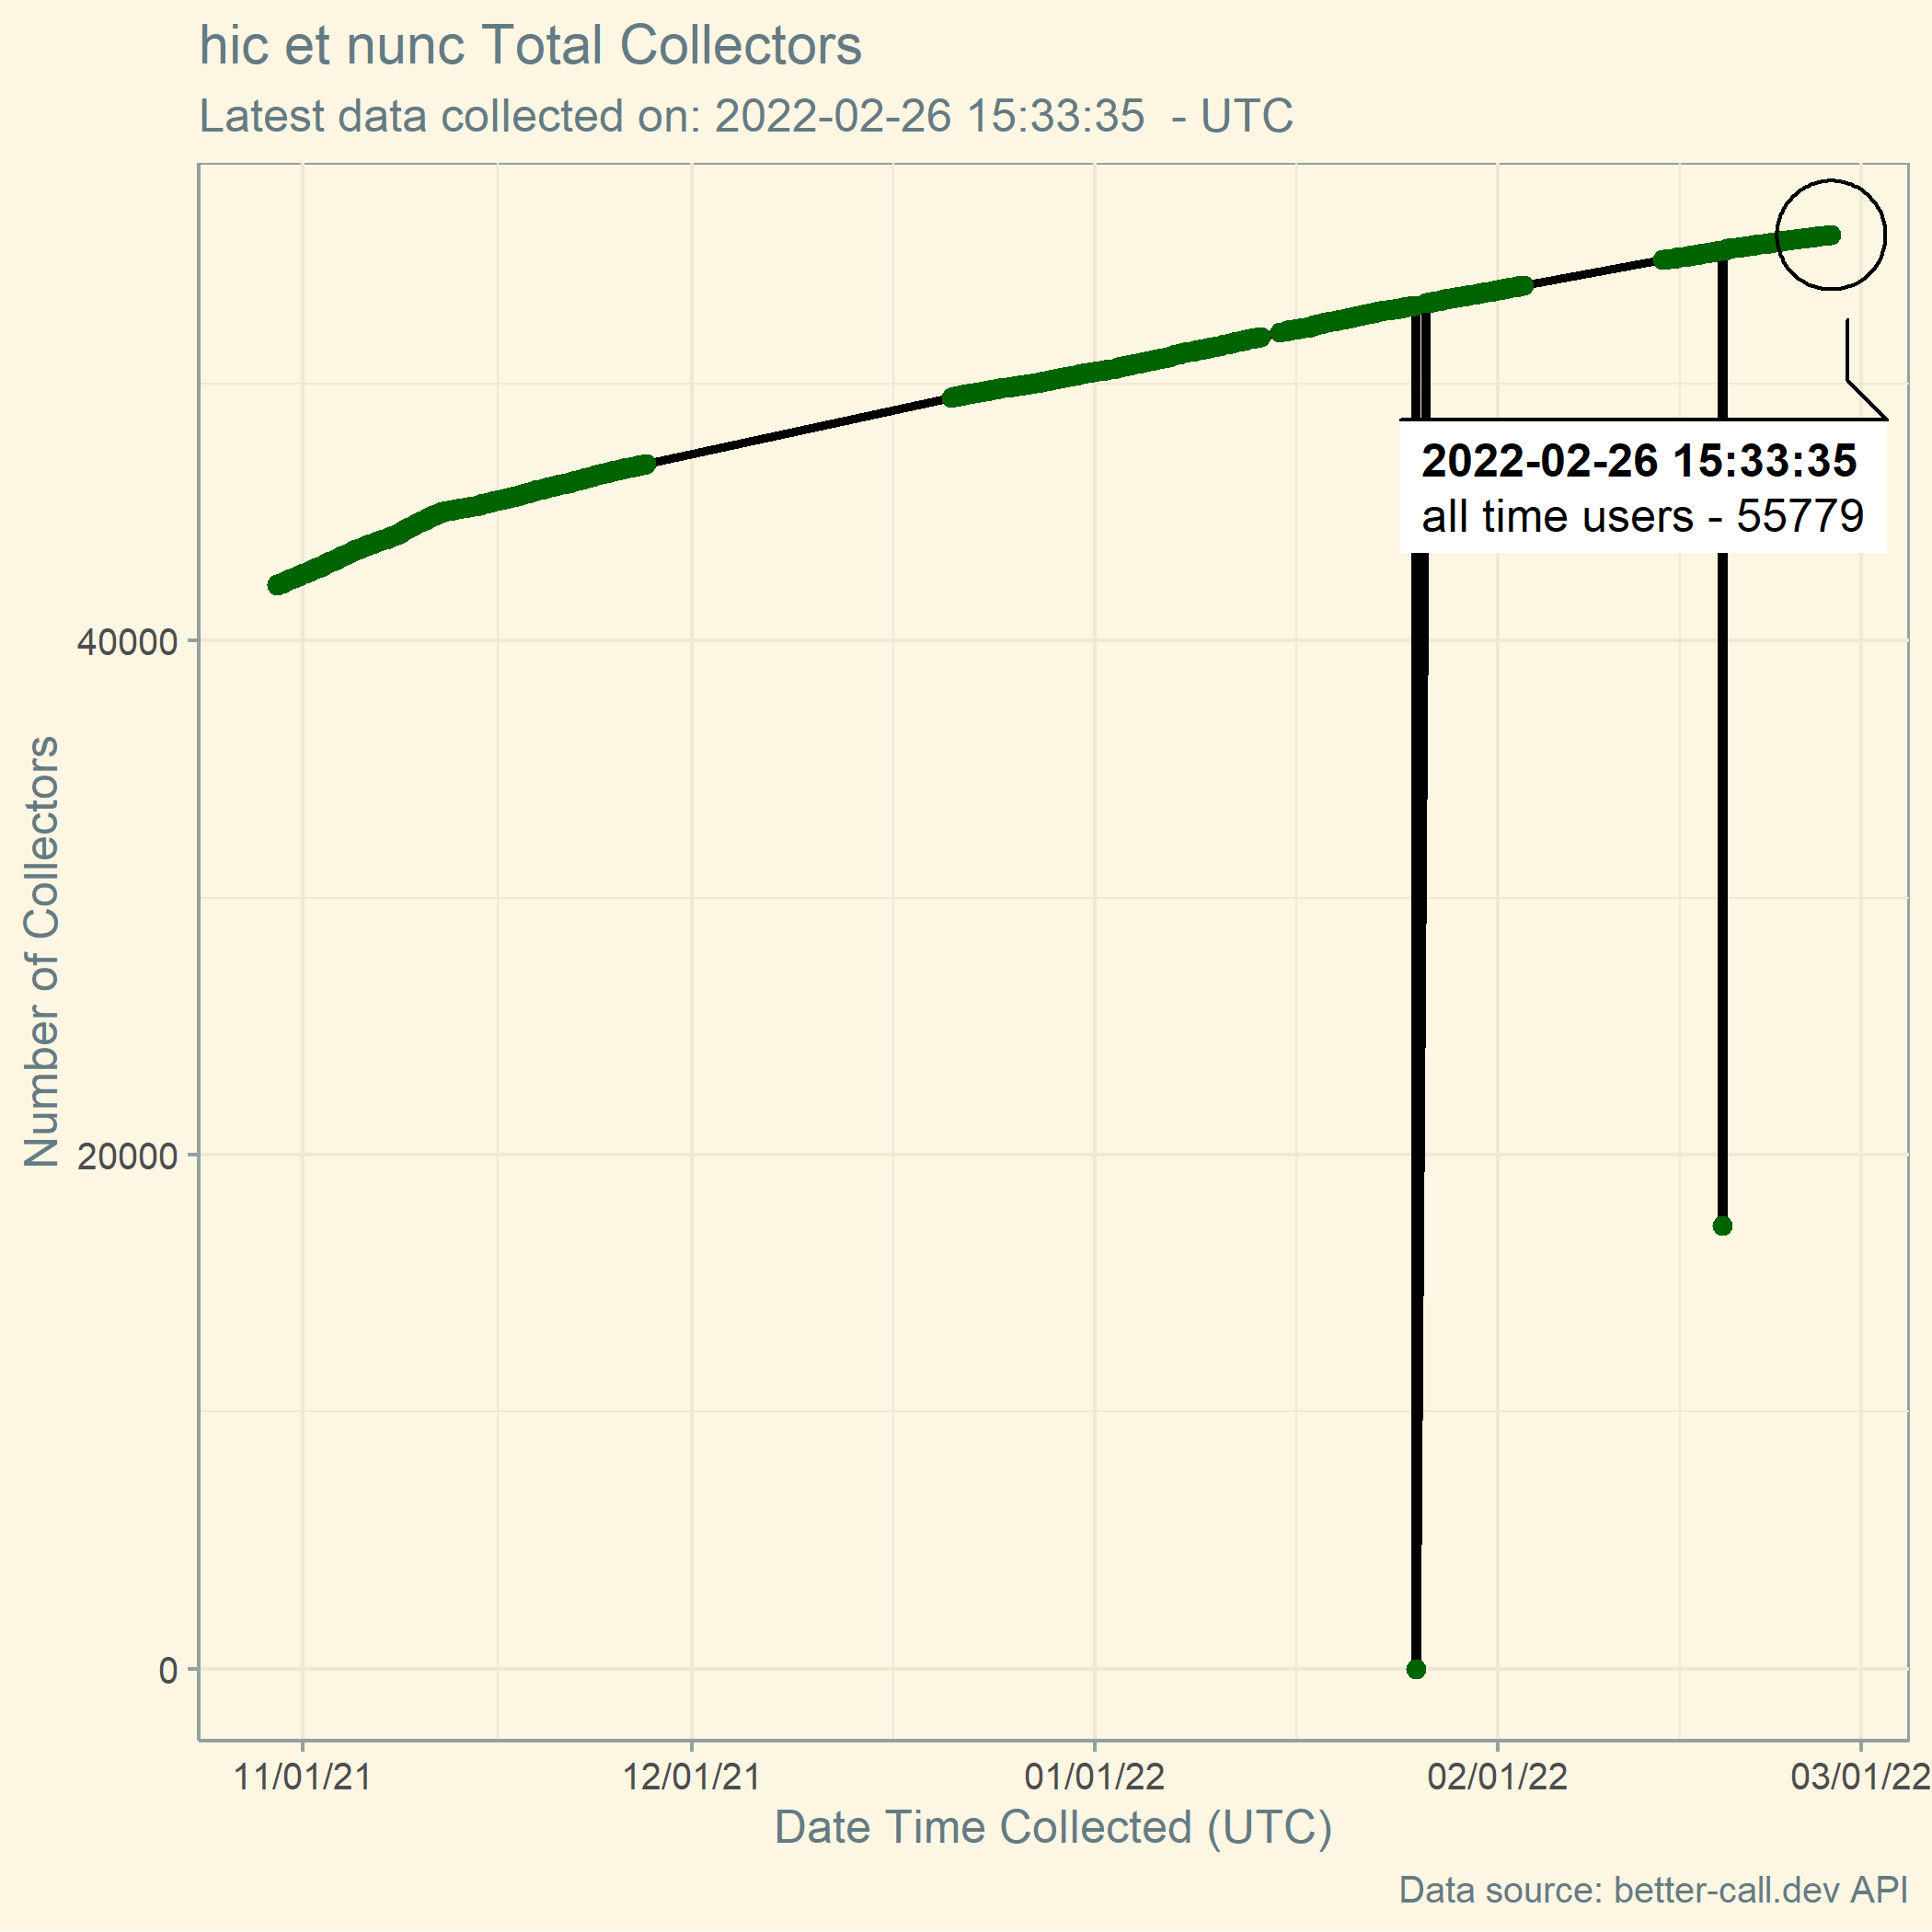 hic et nunc Total Collectors
Latest data collected on: 2022-02-26 15:33:35  - UTC
2022-02-26 15:33:35
all time users - 55779
Number of Collectors
40000
20000
0
11/01/21 12/01/21 01/01/22 02/01/22 03/01/22
Date Time Collected (UTC)
Data source: better-call.dev API